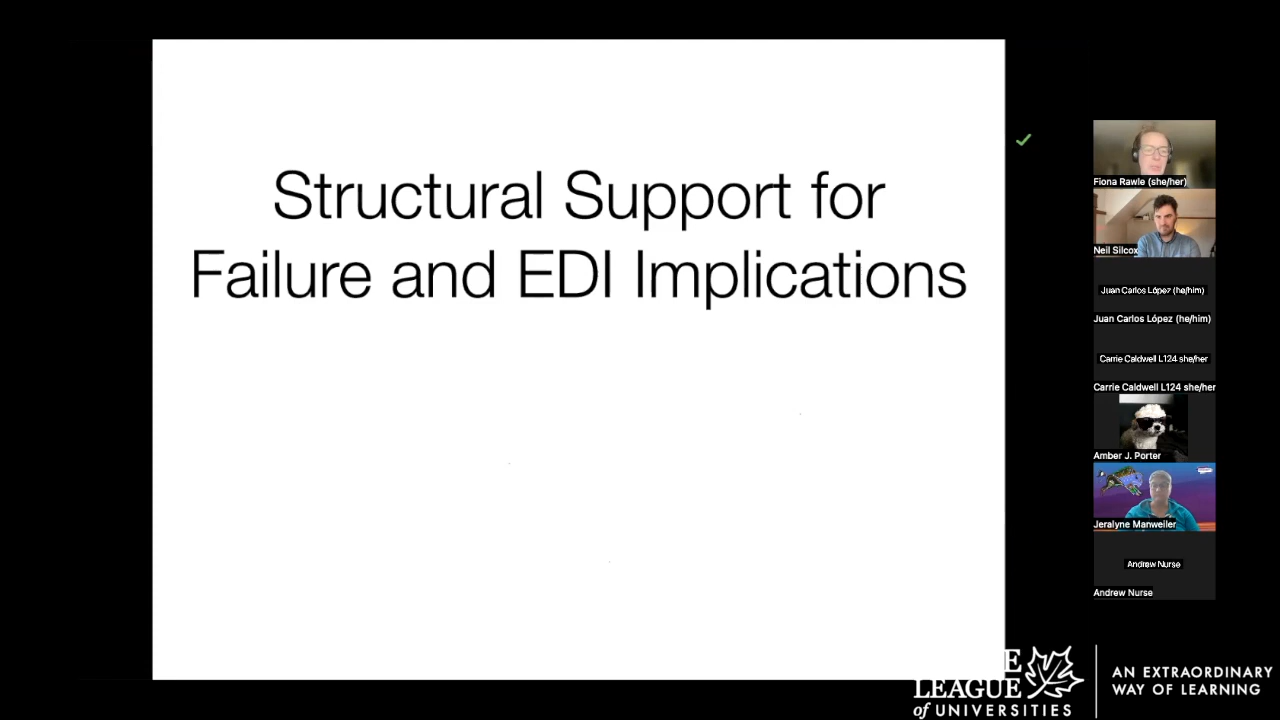 Structural Support for
Failure and EDI Implications
Fiona Rawle (she/her)
Neil Silcox
Juan Carlos López (he/him)
Juan Carlos López (he/him)
Carrie Caldwell L124 she/her
Carrie Caldwell L124 she/her
Amber J. Porter
Jeralyne Manweiler
Andrew Nurse
Andrew Nurse
E
LEAGUE
of UNIVERSITIES
AN EXTRAORDINARY
WAY OF LEARNING